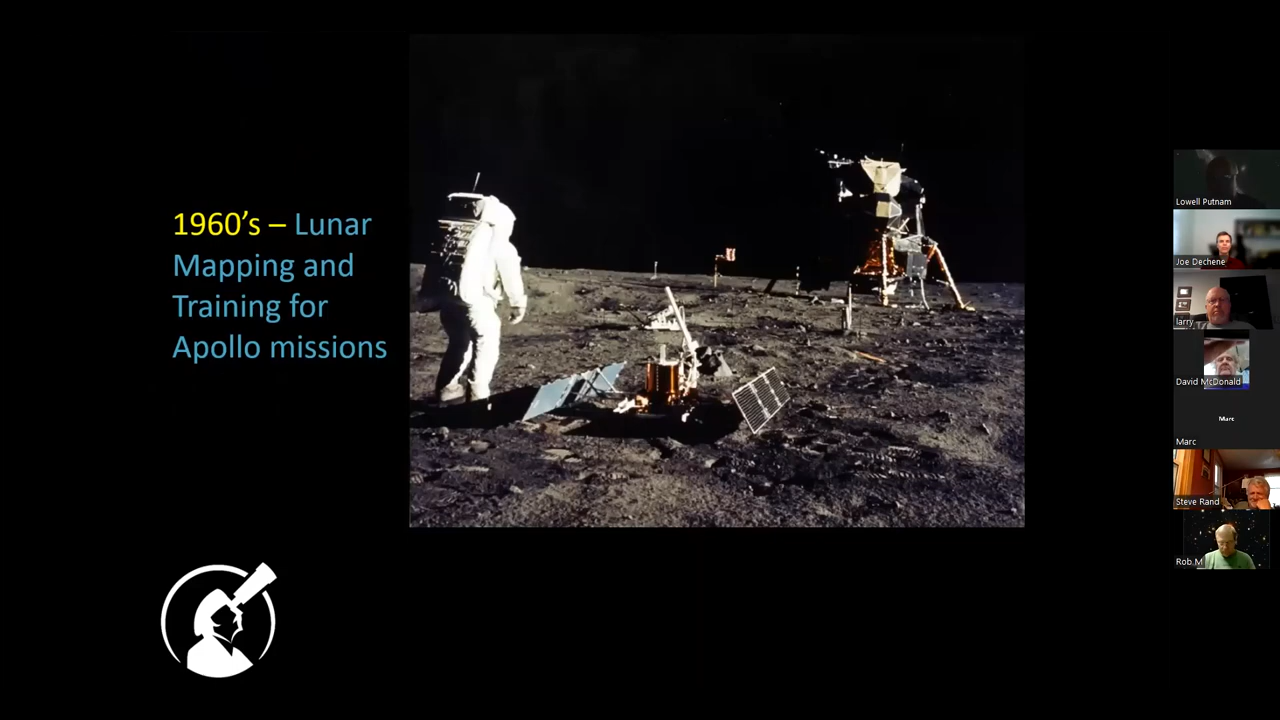 1960’s – Lunar
Mapping and
Training for
Apollo missions
Lowell Putnam
Joe Dechene
larry
David McDonald
Marc
Marc
Steve Rand
Rob M